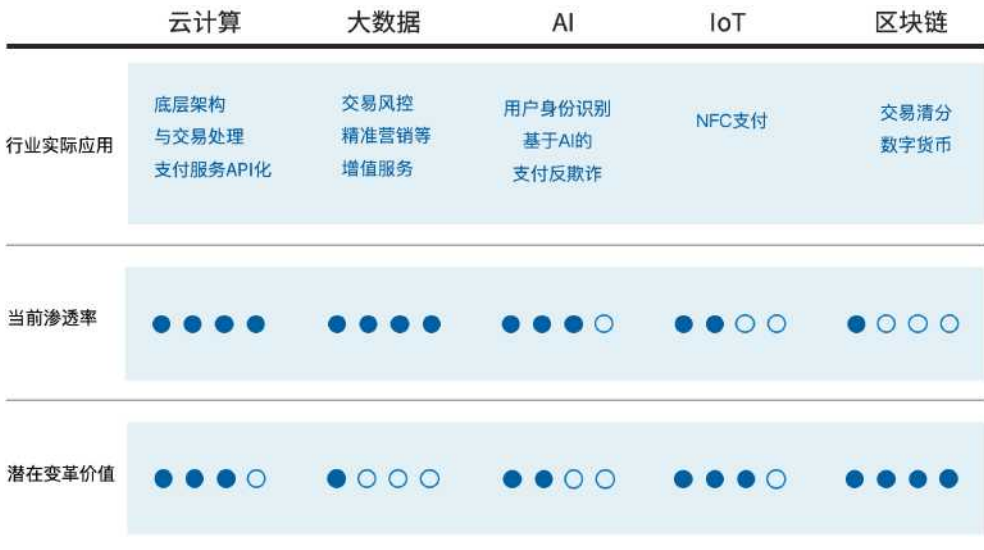 云计算 大数据 AI IoT 区块链
行业实际应用
底层架构
与交易处理
支付服务API化
交易风控
精准营销等
增值服务
用户身份识别
基于AI的
支付反欺诈
NFC支付
交易清分
数字货币
当前渗透率
潜在变革价值